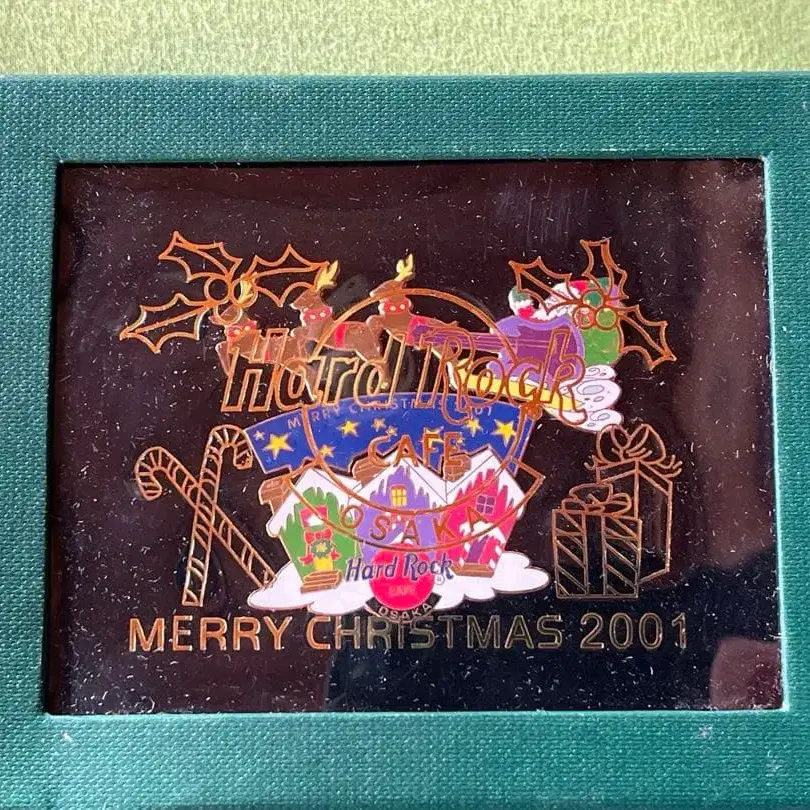 Hard Rock
MERRY CHRISTMAS
CAFE
OSAKA
Hard Rock
CAFE
OSAKA
MERRY CHRISTMAS 2001